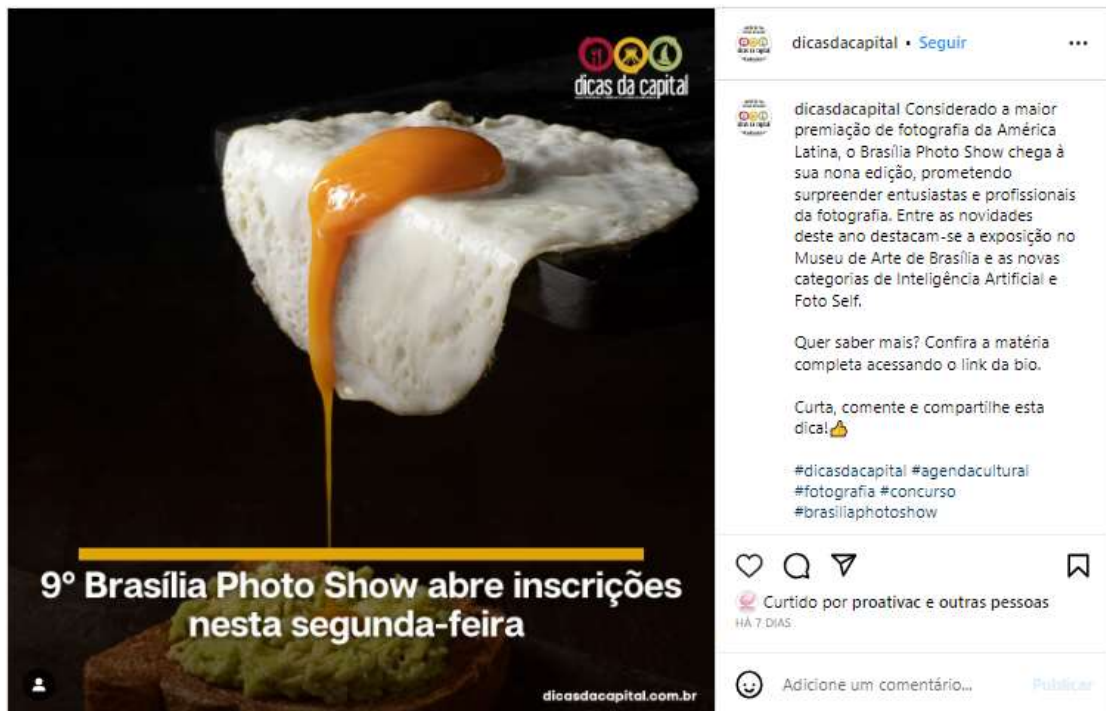 dicas da capital
9° Brasília Photo Show abre inscrições
nesta segunda-feira
dicasdacapital.com.br
dicasdacapital • Seguir
dicasdacapital Considerado a maior
premiação de fotografia da América
Latina, o Brasília Photo Show chega à
sua nona edição, prometendo
surpreender entusiastas e profissionais
da fotografia. Entre as novidades
deste ano destacam-se a exposição no
Museu de Arte de Brasília e as novas
categorias de Inteligência Artificial e
Foto Self.
Quer saber mais? Confira a matéria
completa acessando o link da bio.
Curta, comente e compartilhe esta
dica!👍
#dicasdacapital #agendacultural
#fotografia #concurso
#brasiliaphotoshow
Curtido por proativac e outras pessoas
HÁ 7 DIAS
Adicione um comentário... Publicar